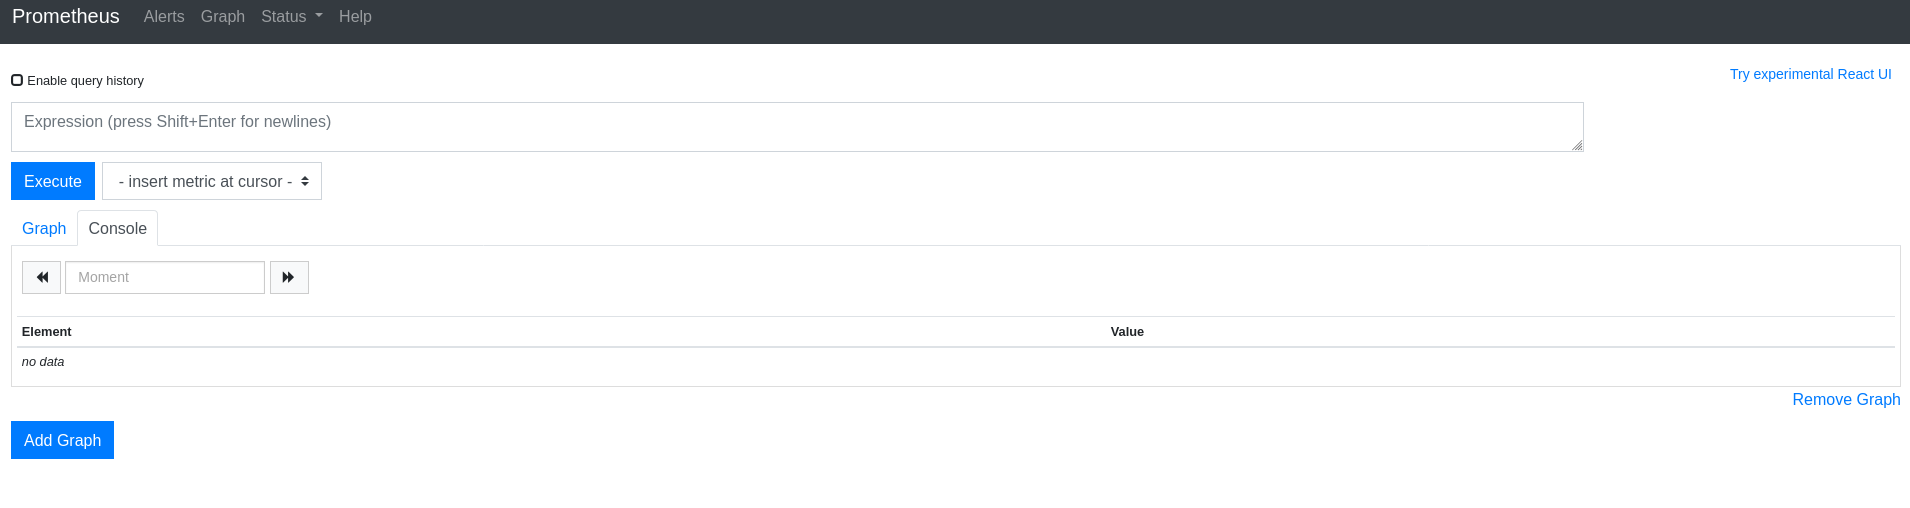 Prometheus Alerts Graph Status Help
Enable query history
Try experimental React UI
Expression (press Shift+Enter for newlines)
Execute - insert metric at cursor -
Graph Console
Moment
Element Value
no data
Remove Graph
Add Graph